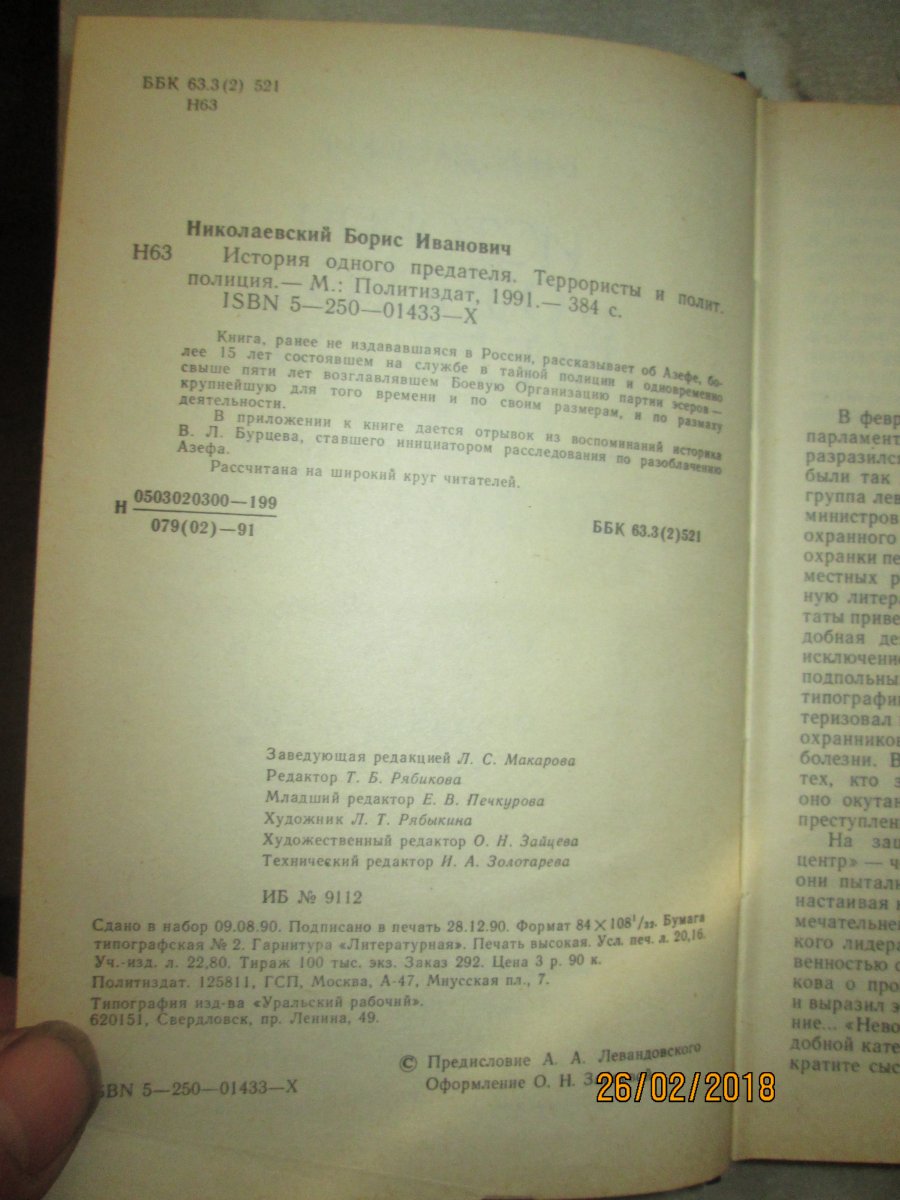 ББК 63.3(2) 521
Н63
Николаевский Борис Иванович
Н63 История одного предателя. Террористы и полит.
полиция.— М.: Политиздат, 1991.— 384 с.
ISBN 5—250—01433—X
Книга, ранее не издававшаяся в России, рассказывает об Азефе, бо-
лее 15 лет состоявшем на службе в тайной полиции и одновременно
свыше пяти лет возглавлявшем Боевую Организацию партии эсеров —
крупнейшую для того времени и по своим размерам, и по размаху
деятельности.
В приложении к книге дается отрывок из воспоминаний историка
В. Л. Бурцева, ставшего инициатором расследования по разоблачению
Азефа.
Рассчитана на широкий круг читателей.
Н 0503020300—199
079(02)—91
ББК 63.3(2)521
Заведующая редакцией Л. С. Макарова
Редактор Т. Б. Рябикова
Младший редактор Е. В. Печкурова
Художник Л. Т. Рябыкина
Художественный редактор О. Н. Зайцева
Технический редактор И. А. Золотарева
ИБ № 9112
Сдано в набор 09.08.90. Подписано в печать 28.12.90. Формат 84×108¹/₃₂. Бумага
типографская № 2. Гарнитура «Литературная». Печать высокая. Усл. печ. л. 20,16.
Уч.-изд. л. 22,80. Тираж 100 тыс. экз. Заказ 292. Цена 3 р. 90 к.
Политиздат. 125811, ГСП, Москва, А-47, Миусская пл., 7.
Типография изд-ва «Уральский рабочий».
620151, Свердловск, пр. Ленина, 49.
© Предисловие А. А. Левандовского
Оформление О. Н.
ISBN 5—250—01433—X
26/02/2018
В февр
парламент
разразился
были так
группа лев
министров
охранного
охранки пе
местных р
ную литера
таты приве
добная де
исключение
подпольны
типографи
теризовал
охранников
болезни. В
тех, кто з
оно окутан
преступлен
На защ
центр» — ч
они пытали
настаивая н
мечательней
кого лидера
венностью с
кова о про
и выразил э
ние... «Нево
добной кате
кратите сыс